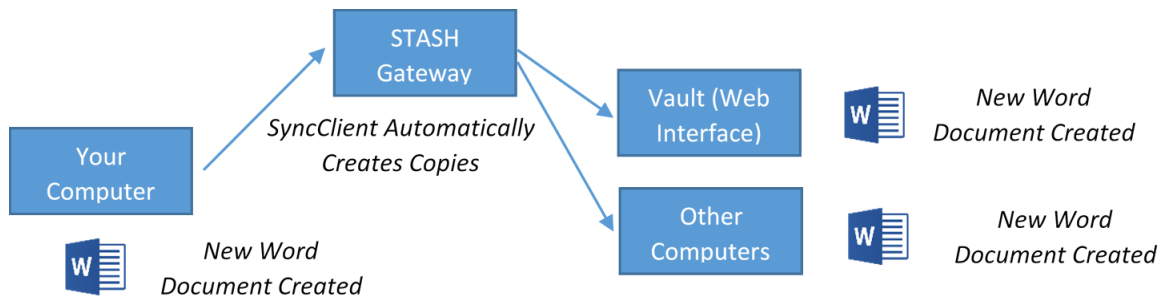 STASH
Gateway
SyncClient Automatically
Creates Copies
Your
Computer
W
New Word
Document Created
Vault (Web
Interface)
W
New Word
Document Created
Other
Computers
W
New Word
Document Created